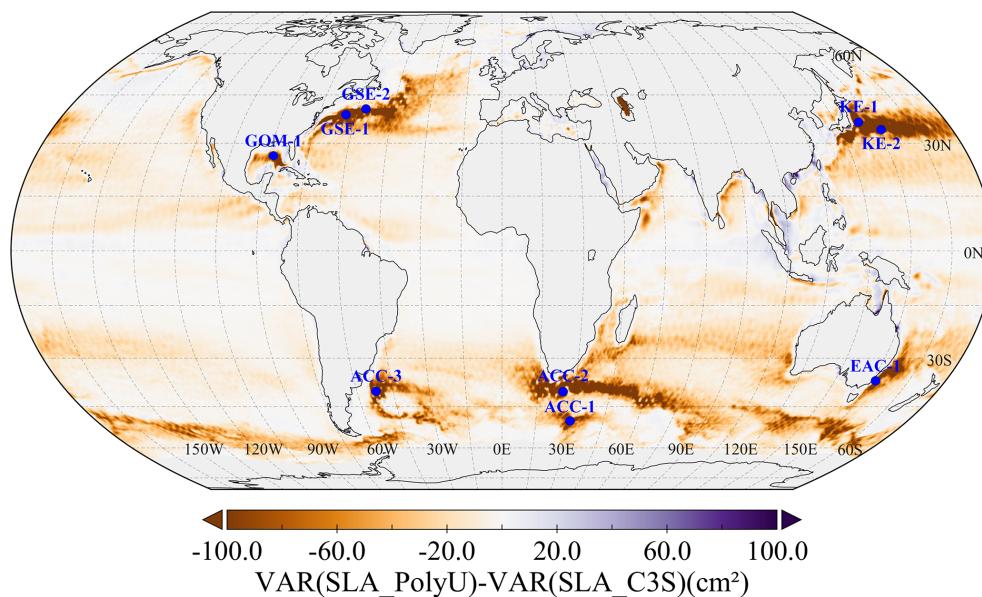 60N
GSE-2
KE-1
GSE-1
GOM-1
KE-2
30N
0N
30S
EAC-1
ACC-3
ACC-2
ACC-1
150W 120W 90W 60W 30W 0E 30E 60E 90E 120E 150E 60S
-100.0 -60.0 -20.0 20.0 60.0 100.0
VAR(SLA_PolyU)-VAR(SLA_C3S)(cm²)